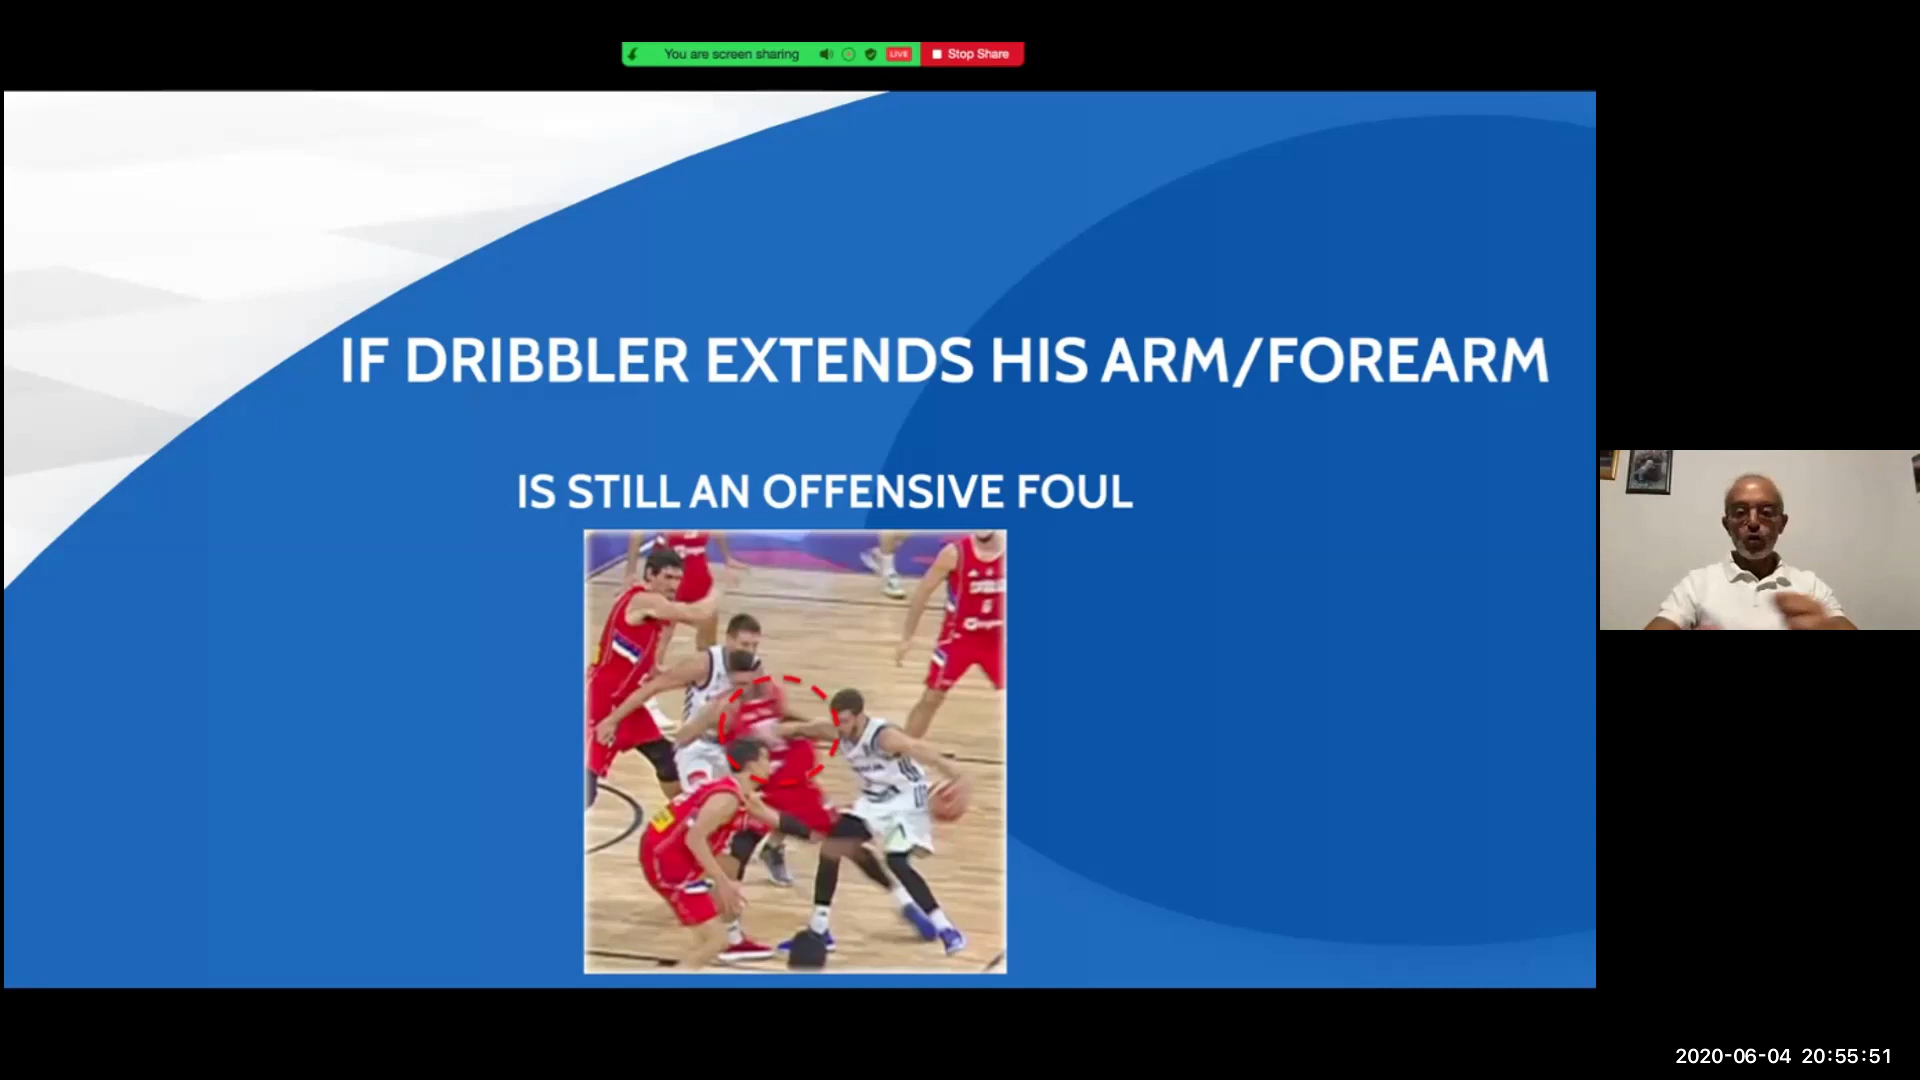 You are screen sharing
LIVE
Stop Share
IF DRIBBLER EXTENDS HIS ARM/FOREARM
IS STILL AN OFFENSIVE FOUL
2020-06-04 20:55:51